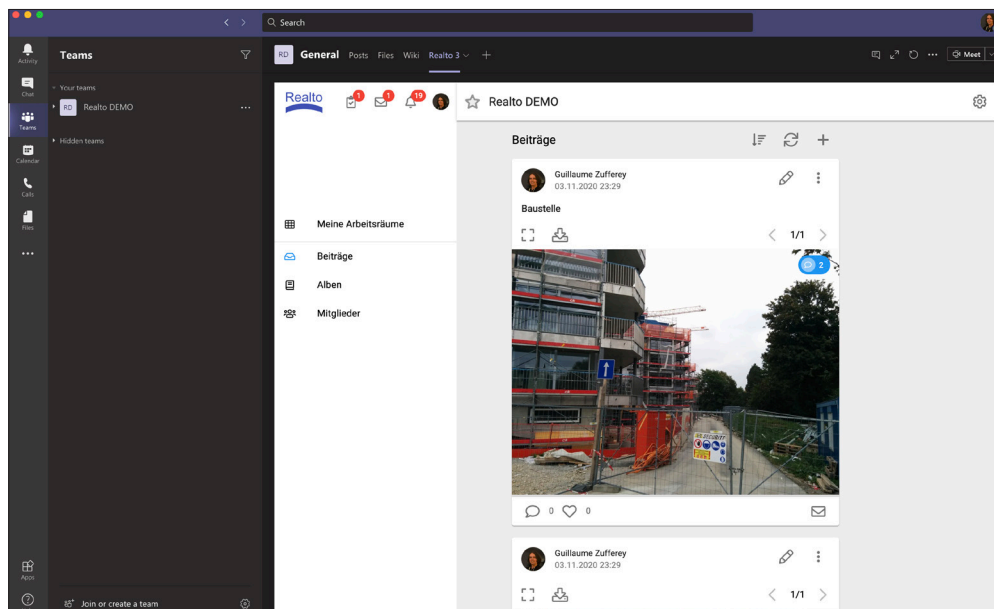 Search
Activity
Chat
Teams
Calendar
Calls
Files
Apps
Teams
Your teams
RD Realto DEMO
Hidden teams
Join or create a team
RD General Posts Files Wiki Realto 3
Meet
Realto 1 1 19
Meine Arbeitsräume
Beiträge
Alben
Mitglieder
Realto DEMO
Beiträge
Guillaume Zufferey
03.11.2020 23:29
Baustelle
1/1
2
SECURITY
0 0
Guillaume Zufferey
03.11.2020 23:29
1/1